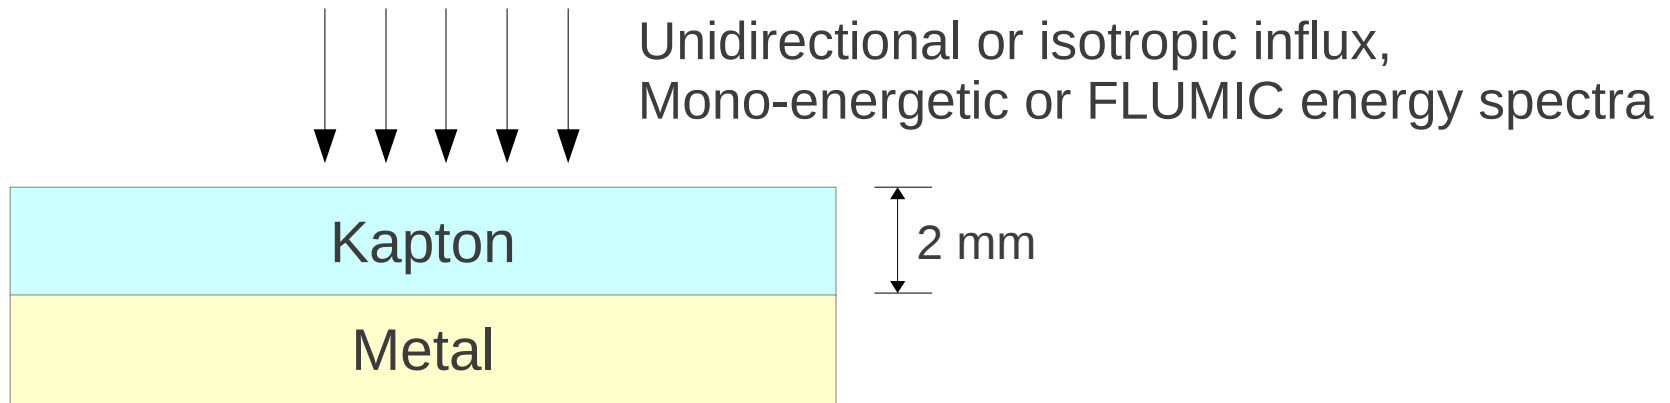 Unidirectional or isotropic influx,
Mono-energetic or FLUMIC energy spectra
Kapton
2 mm
Metal